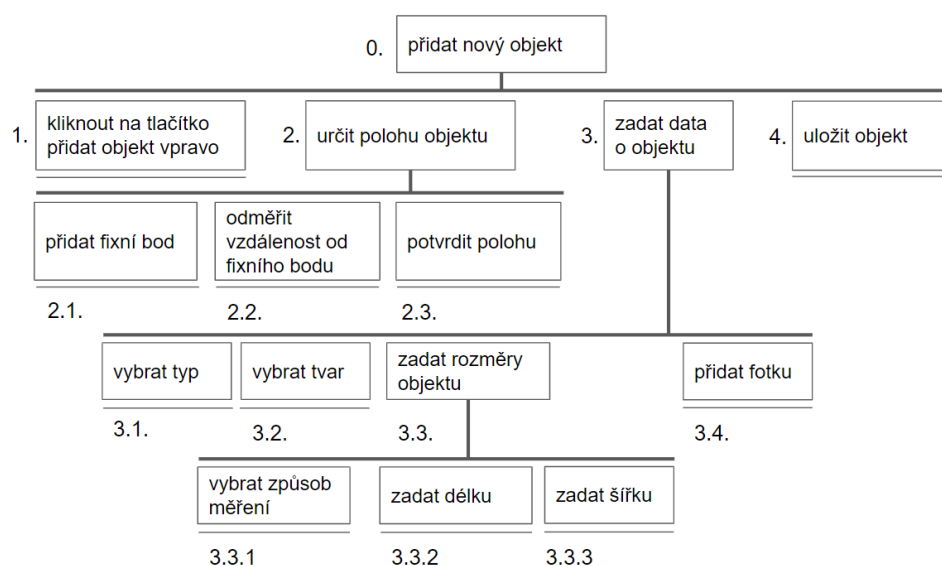 0.
přidat nový objekt
1.
kliknout na tlačítko
přidat objekt vpravo
2.
určit polohu objektu
3.
zadat data
o objektu
4.
uložit objekt
přidat fixní bod
2.1.
odměřit
vzdálenost od
fixního bodu
2.2.
potvrdit polohu
2.3.
vybrat typ
3.1.
vybrat tvar
3.2.
zadat rozměry
objektu
3.3.
přidat fotku
3.4.
vybrat způsob
měření
3.3.1
zadat délku
3.3.2
zadat šířku
3.3.3